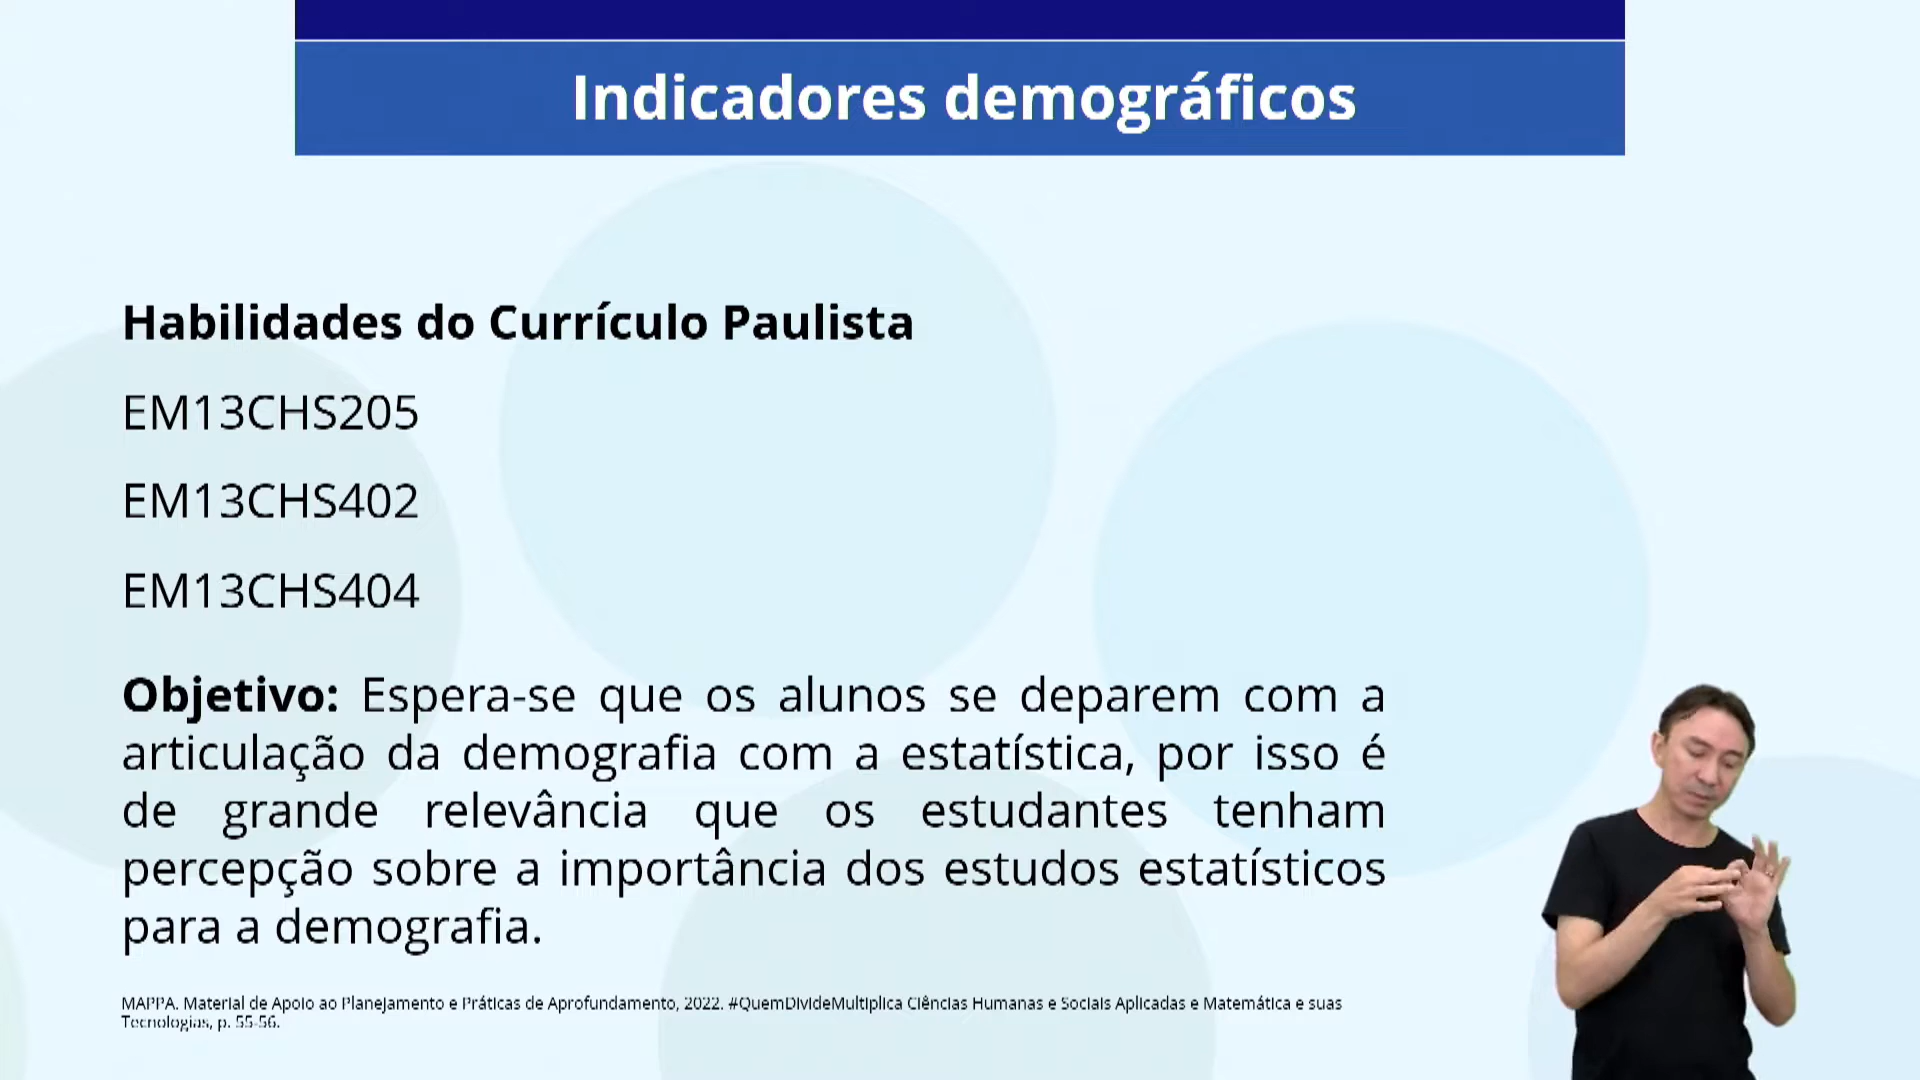 Indicadores demográficos
Habilidades do Currículo Paulista
EM13CHS205
EM13CHS402
EM13CHS404
Objetivo: Espera-se que os alunos se deparem com a
articulação da demografia com a estatística, por isso é
de grande relevância que os estudantes tenham
percepção sobre a importância dos estudos estatísticos
para a demografia.
MAPPA. Material de Apoio ao Planejamento e Práticas de Aprofundamento, 2022. #QuemDivideMultiplica Ciências Humanas e Sociais Aplicadas e Matemática e suas
Tecnologias, p. 55-56.